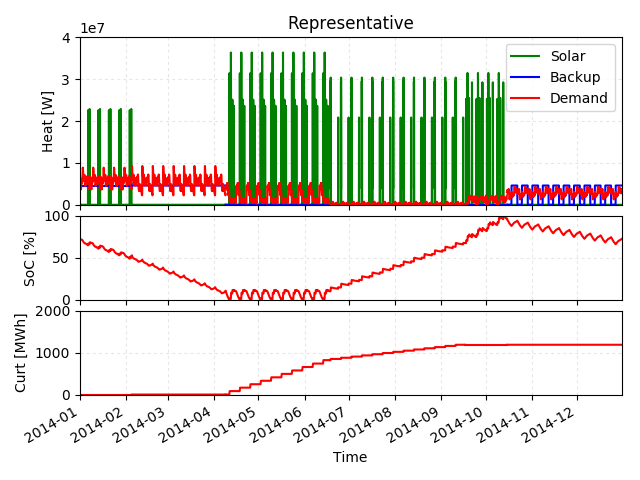 Representative
1e7
4
3
2
1
0
Heat [W]
Solar
Backup
Demand
100
50
0
SoC [%]
2000
1000
0
Curt [MWh]
2014-01
2014-02
2014-03
2014-04
2014-05
2014-06
2014-07
2014-08
2014-09
2014-10
2014-11
2014-12
Time